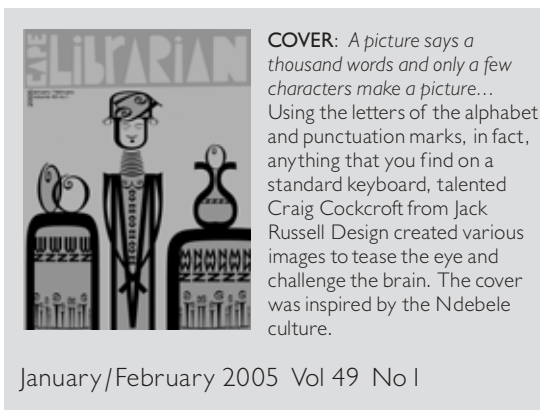 CAPE
LIBRARIAN
COVER: A picture says a
thousand words and only a few
characters make a picture…
Using the letters of the alphabet
and punctuation marks, in fact,
anything that you find on a
standard keyboard, talented
Craig Cockcroft from Jack
Russell Design created various
images to tease the eye and
challenge the brain. The cover
was inspired by the Ndebele
culture.
January/February 2005 Vol 49 No 1